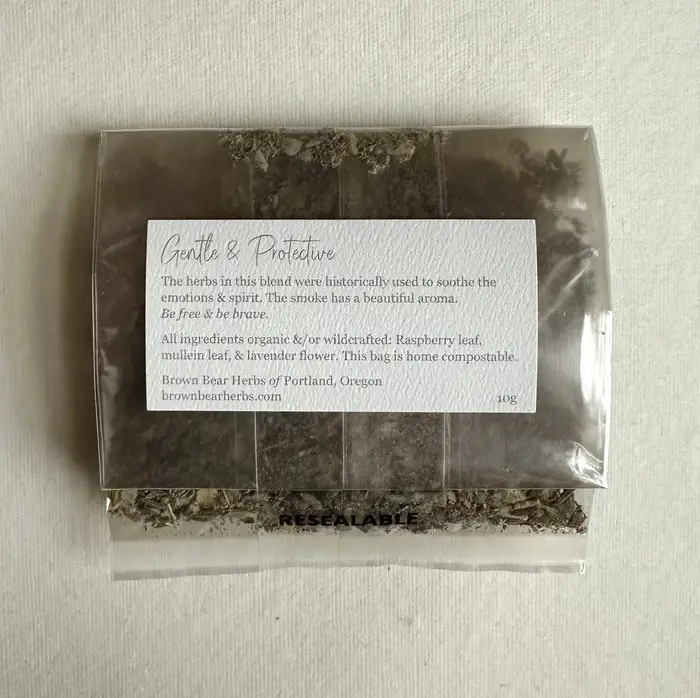 Gentle & Protective
The herbs in this blend were historically used to soothe the
emotions & spirit. The smoke has a beautiful aroma.
Be free & be brave.
All ingredients organic &/or wildcrafted: Raspberry leaf,
mullein leaf, & lavender flower. This bag is home compostable.
Brown Bear Herbs of Portland, Oregon
brownbearherbs.com 10g
RESEALABLE